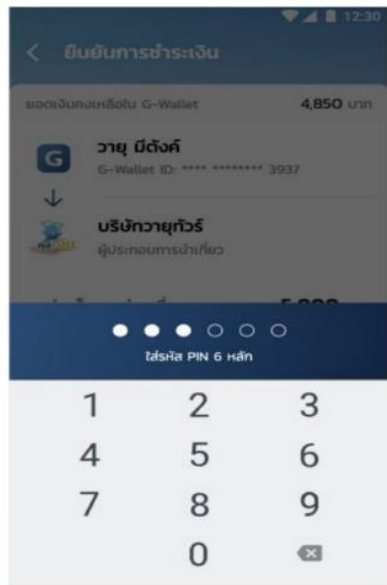 12:30
ยืนยันการชำระเงิน
ยอดเงินคงเหลือใน G-Wallet 4,850 บาท
G วายุ มีตังค์
G-Wallet ID: **** ******** 3937
บริษัทวายุทัวร์
ผู้ประกอบการนำเที่ยว
ใส่รหัส PIN 6 หลัก
1 2 3
4 5 6
7 8 9
0